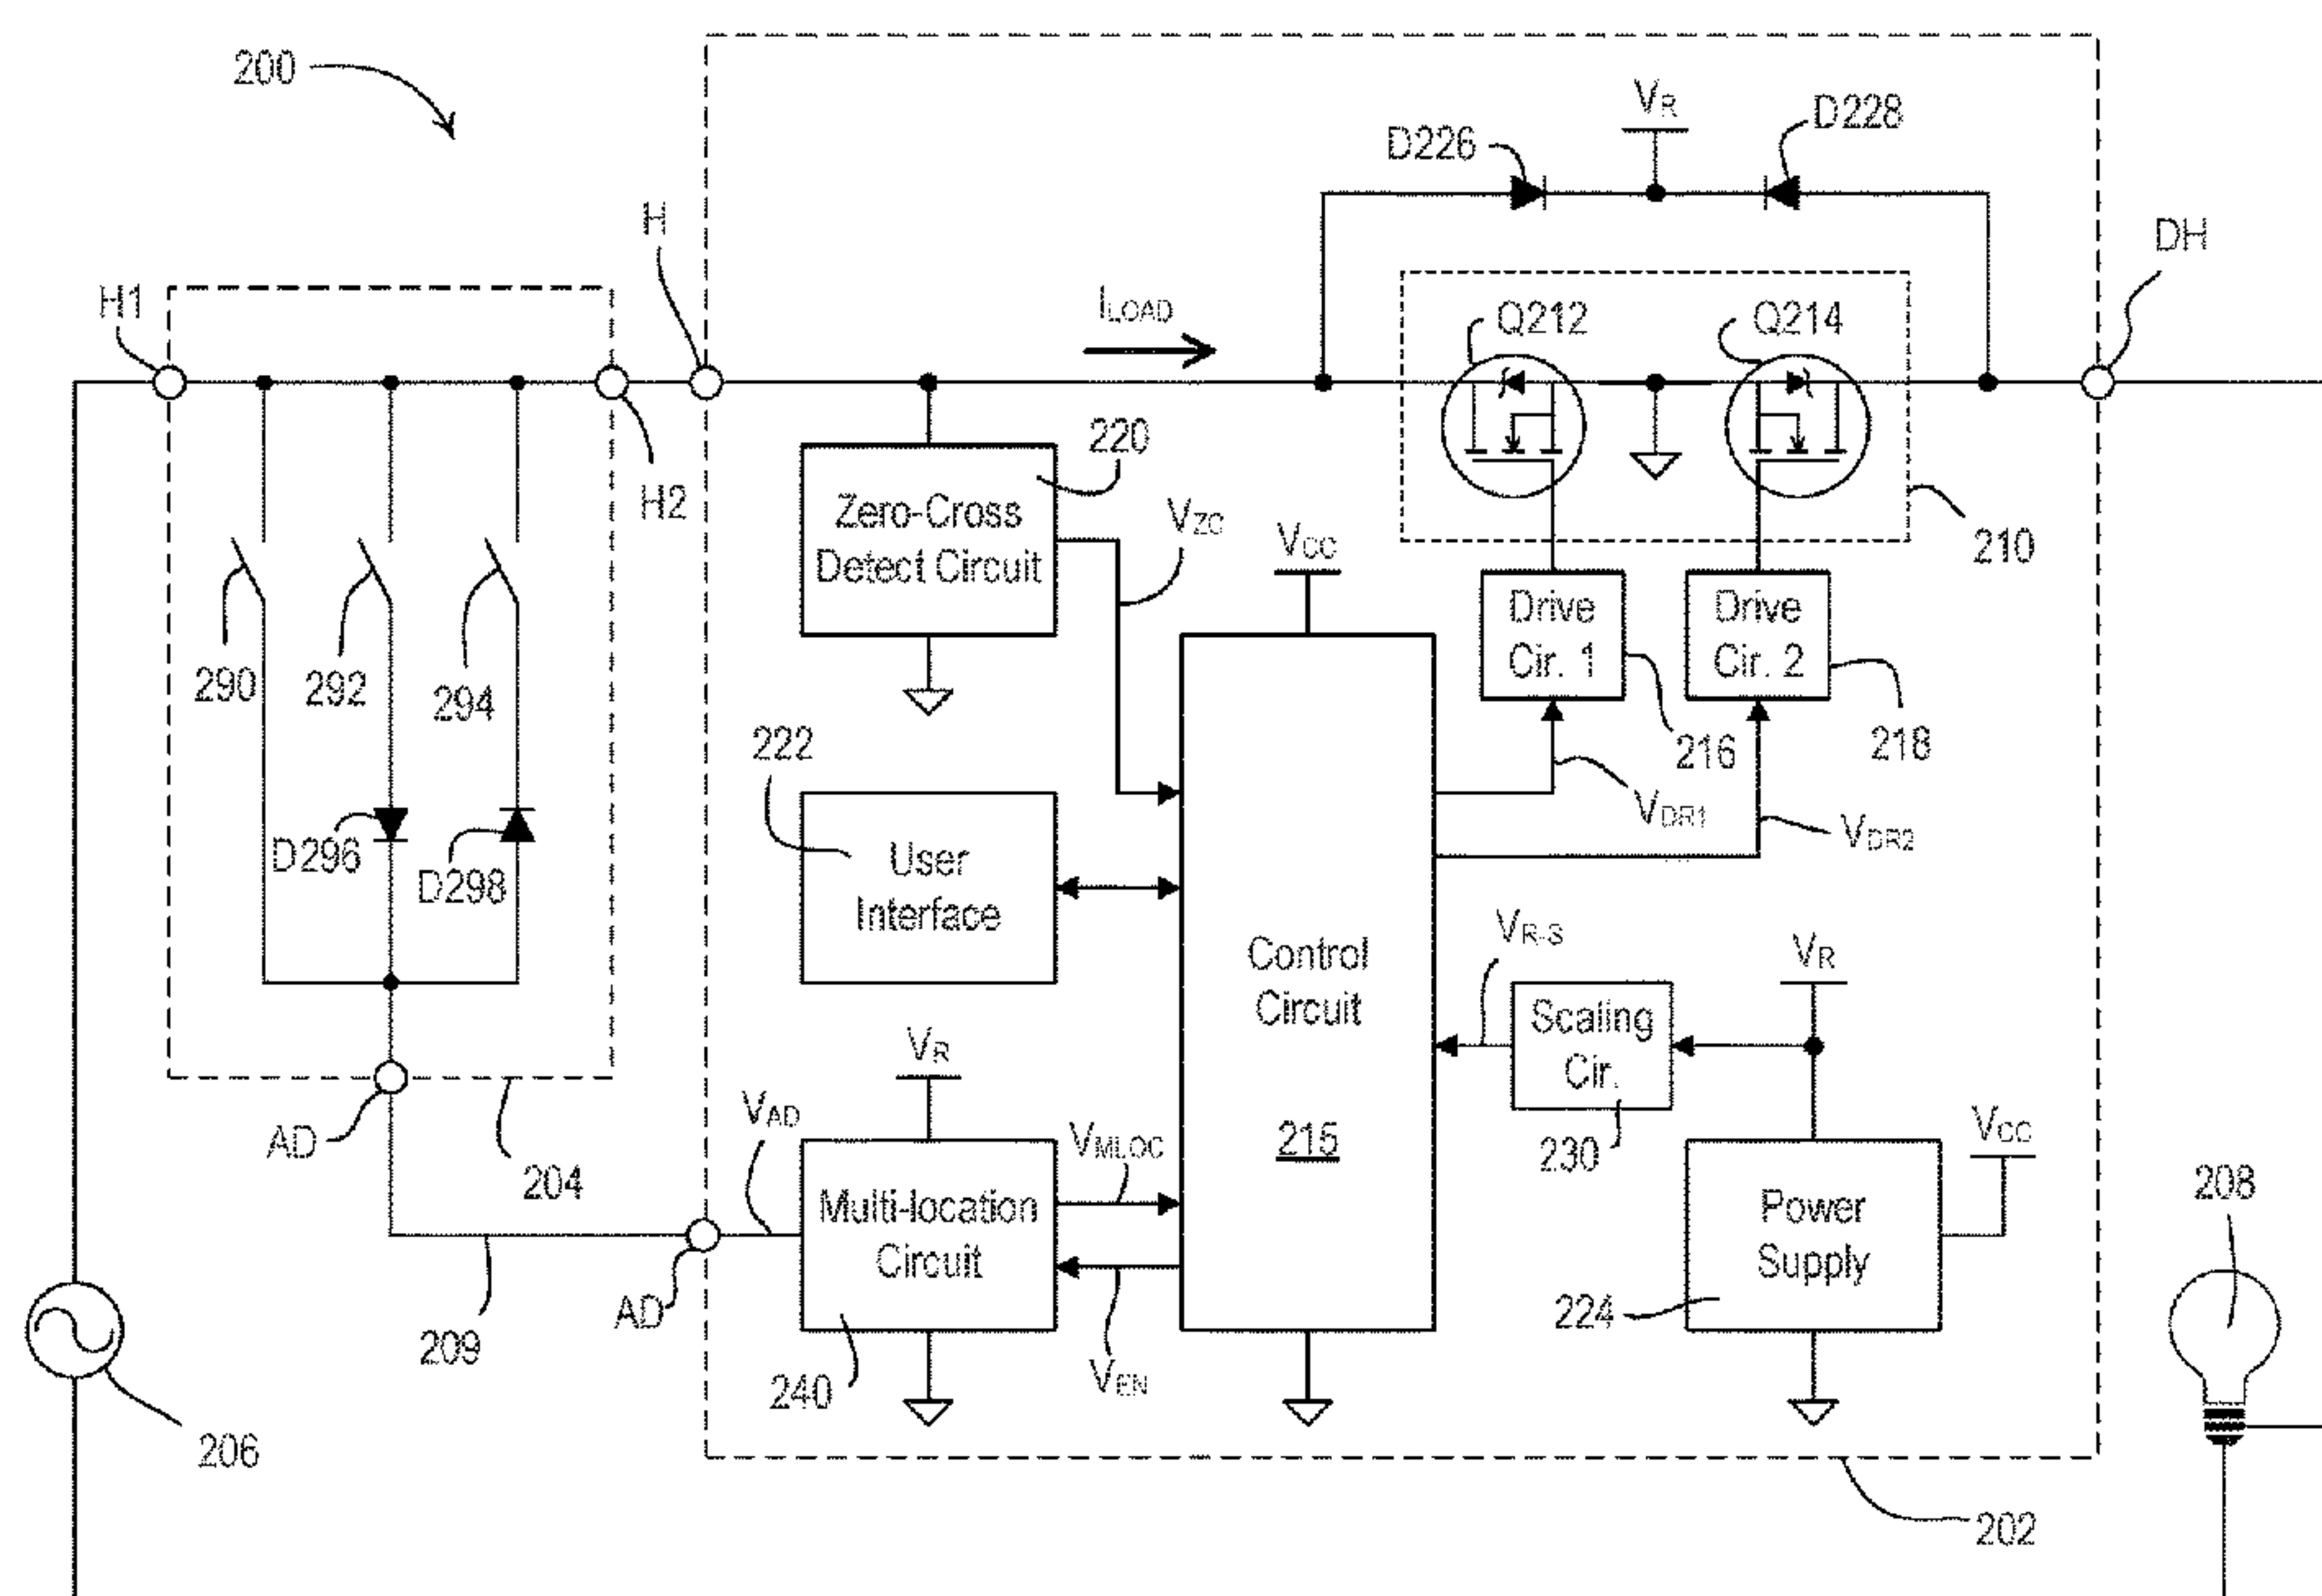 200
VR
D226
D228
H
DH
H1
ILOAD
Q212
Q214
H2
220
Zero-Cross
Detect Circuit
VZC
VCC
210
Drive
Cir. 1
Drive
Cir. 2
290
292
294
216
218
222
VDR1
VDR2
User
Interface
D296
D298
Control
Circuit
215
VR-S
VR
Scaling
Cir.
230
VR
VAD
VMLOC
VCC
AD
204
Multi-location
Circuit
Power
Supply
208
224
AD
209
240
VEN
206
202